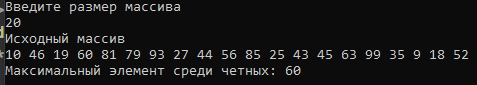 Введите размер массива
20
Исходный массив
10 46 19 60 81 79 93 27 44 56 85 25 43 45 63 99 35 9 18 52
Максимальный элемент среди четных: 60